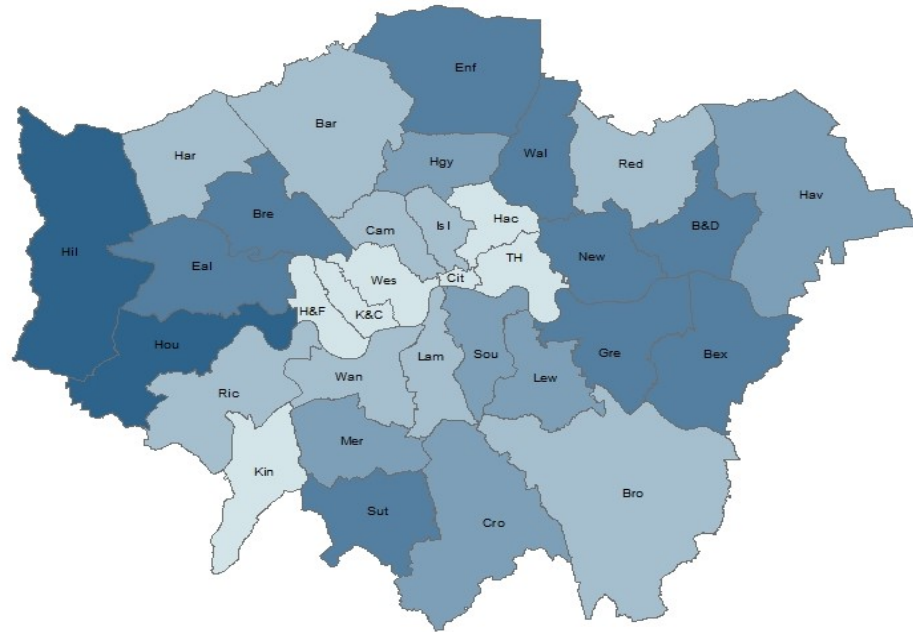 Enf
Bar
Har
Hgy
Wal
Red
Hav
Bre
Cam
Isl
Hac
B&D
Hil
Eal
Wes
Cit
TH
New
H&F
K&C
Hou
Lam
Sou
Gre
Bex
Ric
Wan
Lew
Mer
Kin
Bro
Sut
Cro